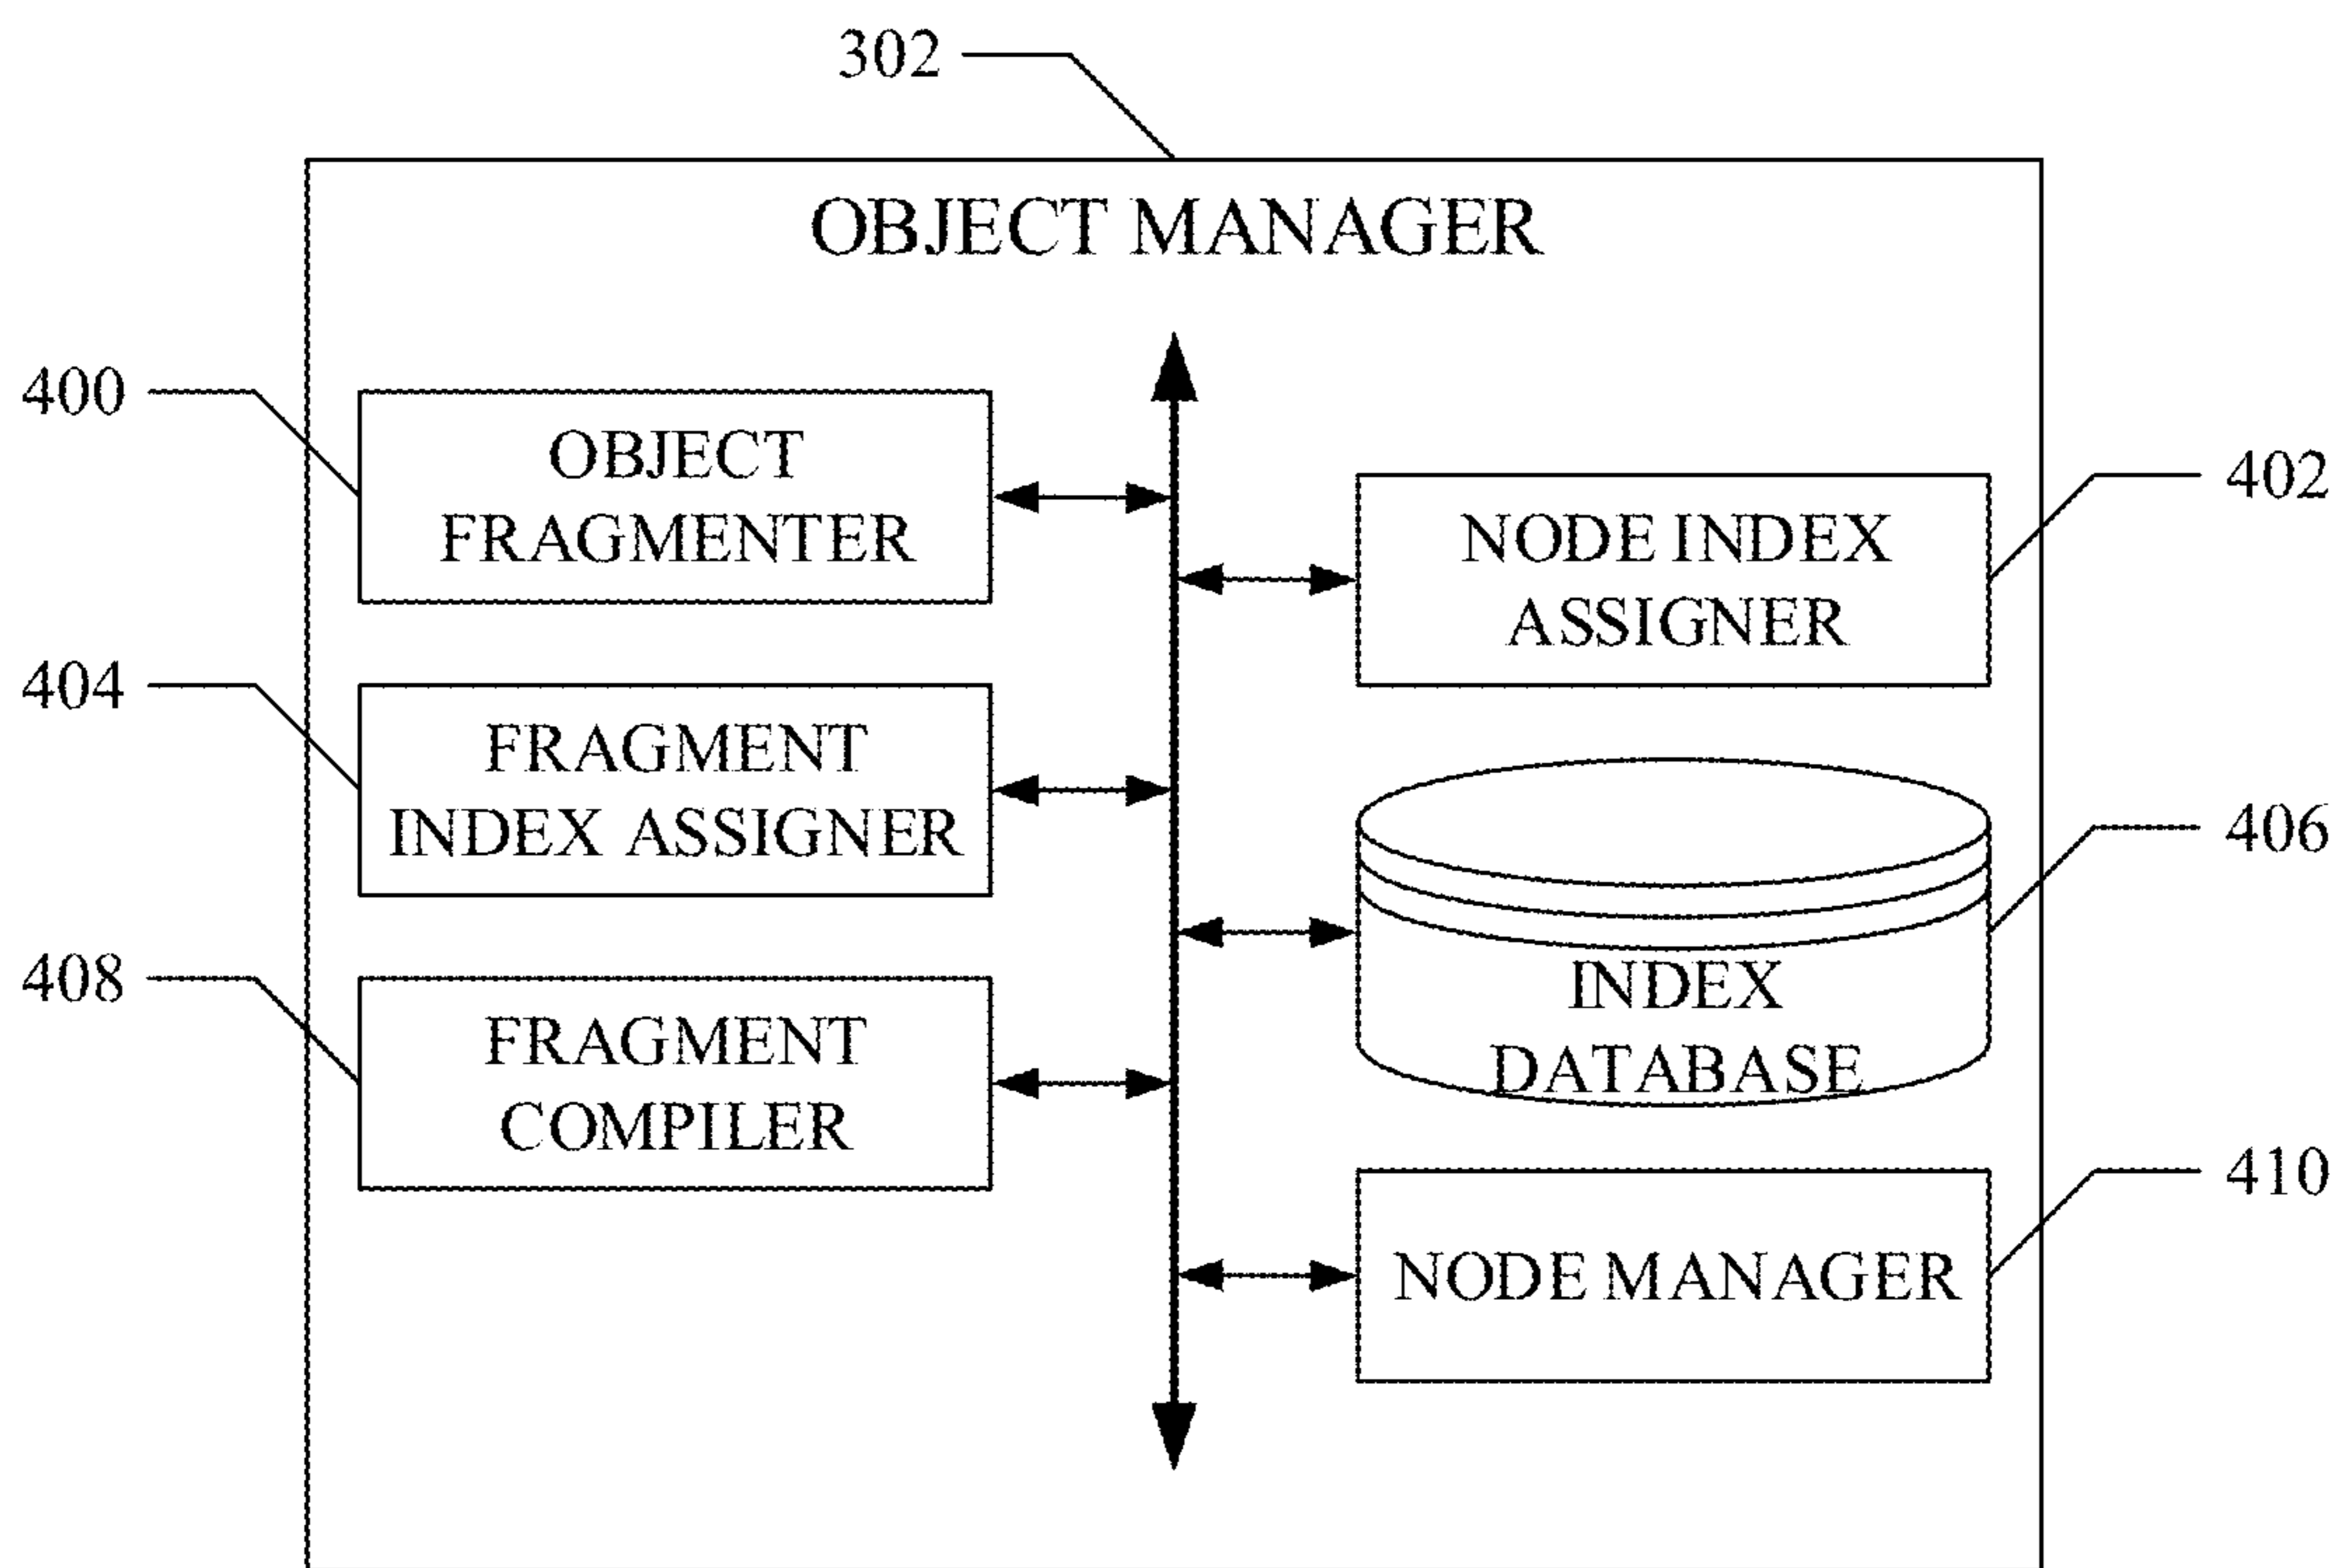 302
OBJECT MANAGER
400
OBJECT
FRAGMENTER
402
NODE INDEX
ASSIGNER
404
FRAGMENT
INDEX ASSIGNER
406
INDEX
DATABASE
408
FRAGMENT
COMPILER
410
NODE MANAGER